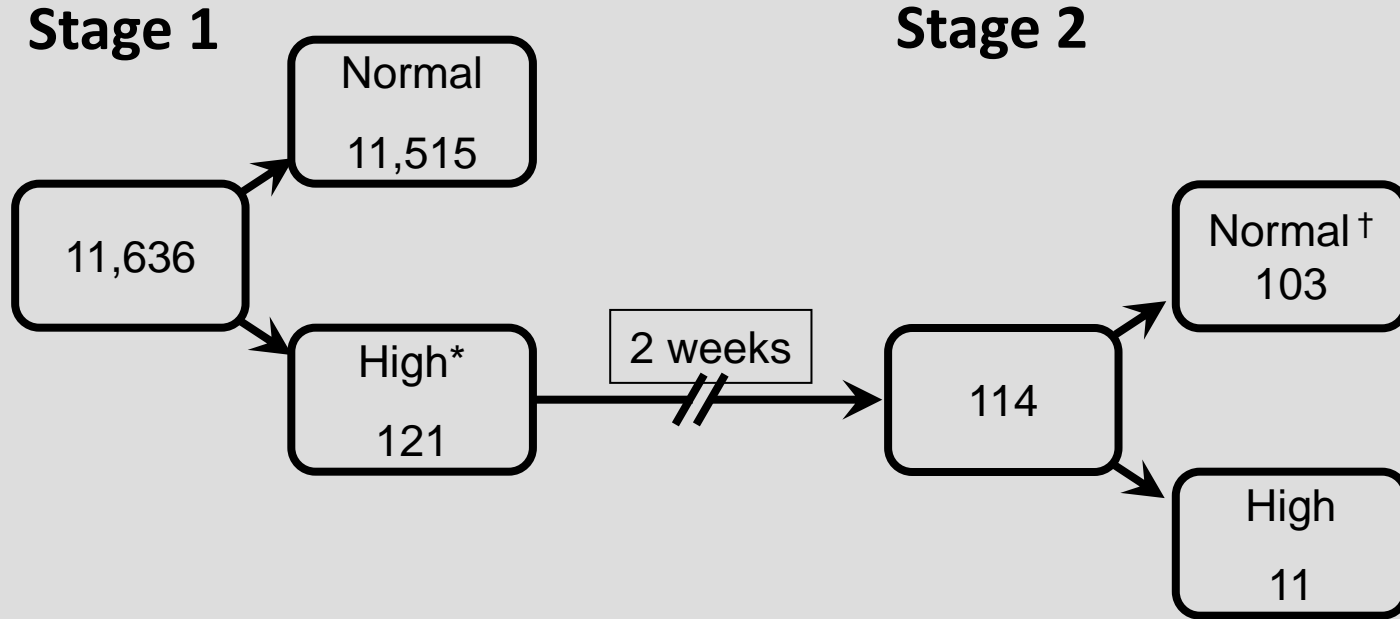 Stage 1
Stage 2
Normal
11,515
11,636
High*
121
2 weeks
114
Normal †
103
High
11